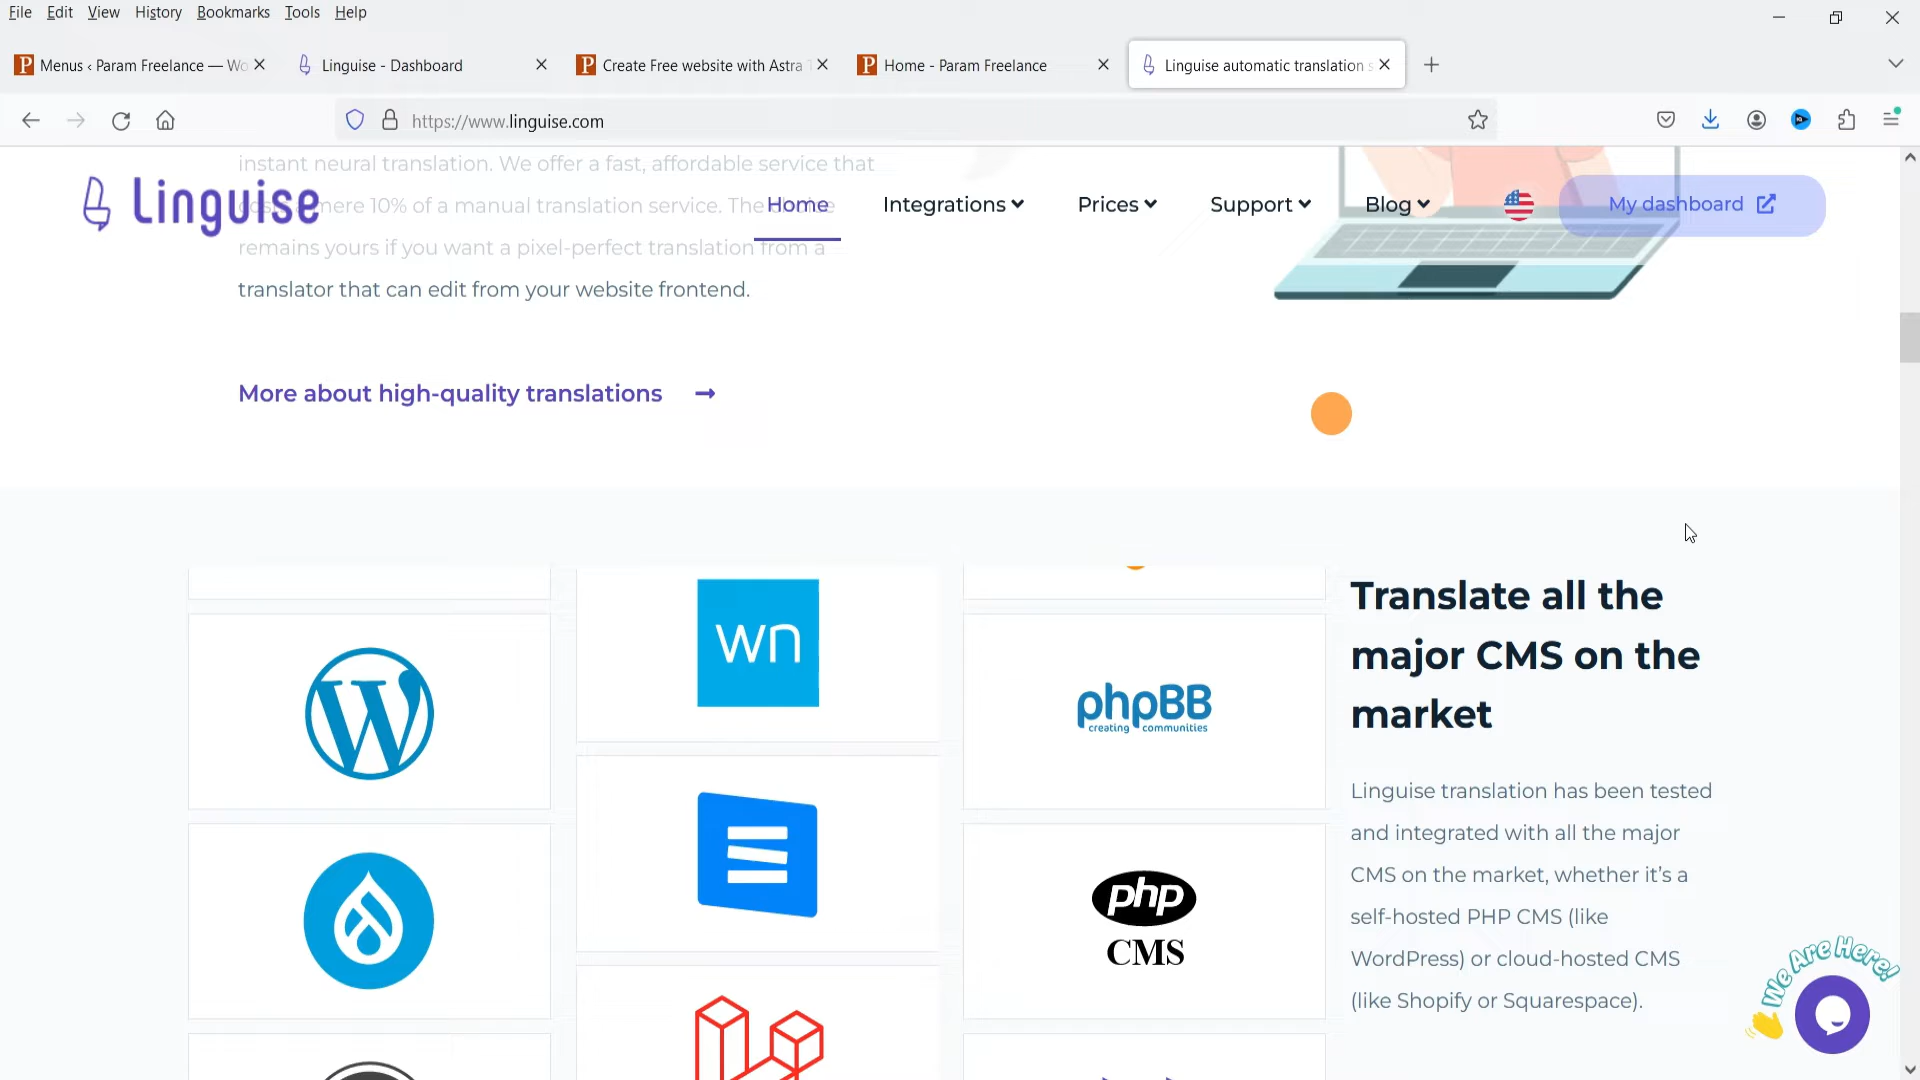 File Edit View History Bookmarks Tools Help
Menus ‹ Param Freelance — Wo
Linguise - Dashboard
Create Free website with Astra
Home - Param Freelance
Linguise automatic translation s
https://www.linguise.com
instant neural translation. We offer a fast, affordable service that
mere 10% of a manual translation service. The
remains yours if you want a pixel-perfect translation from a
translator that can edit from your website frontend.
Linguise
Home Integrations Prices Support Blog My dashboard
More about high-quality translations →
wn
phpBB
creating communities
php
CMS
Translate all the
major CMS on the
market
Linguise translation has been tested
and integrated with all the major
CMS on the market, whether it's a
self-hosted PHP CMS (like
WordPress) or cloud-hosted CMS
(like Shopify or Squarespace).
We Are Here!